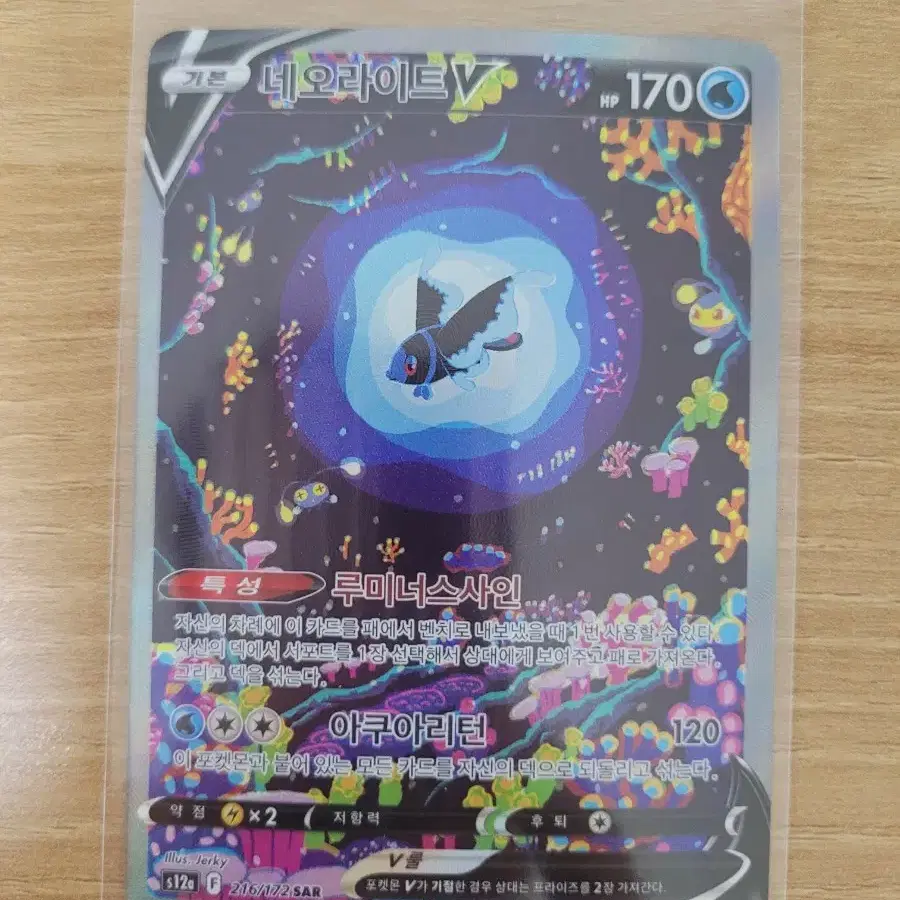 기본 네오라이트V HP 170
특성 루미너스사인
자신의 차례에 이 카드를 패에서 벤치로 내보냈을 때 1번 사용할 수 있다.
자신의 덱에서 서포트를 1장 선택해서 상대에게 보여주고 패로 가져온다.
그리고 덱을 섞는다.
아쿠아리턴 120
이 포켓몬과 붙어 있는 모든 카드를 자신의 덱으로 되돌리고 섞는다.
약점 ×2 저항력 후퇴
Illus. Jerky
V룰
s12a F 216/172 SAR
포켓몬 V가 기절한 경우 상대는 프라이즈를 2장 가져간다.